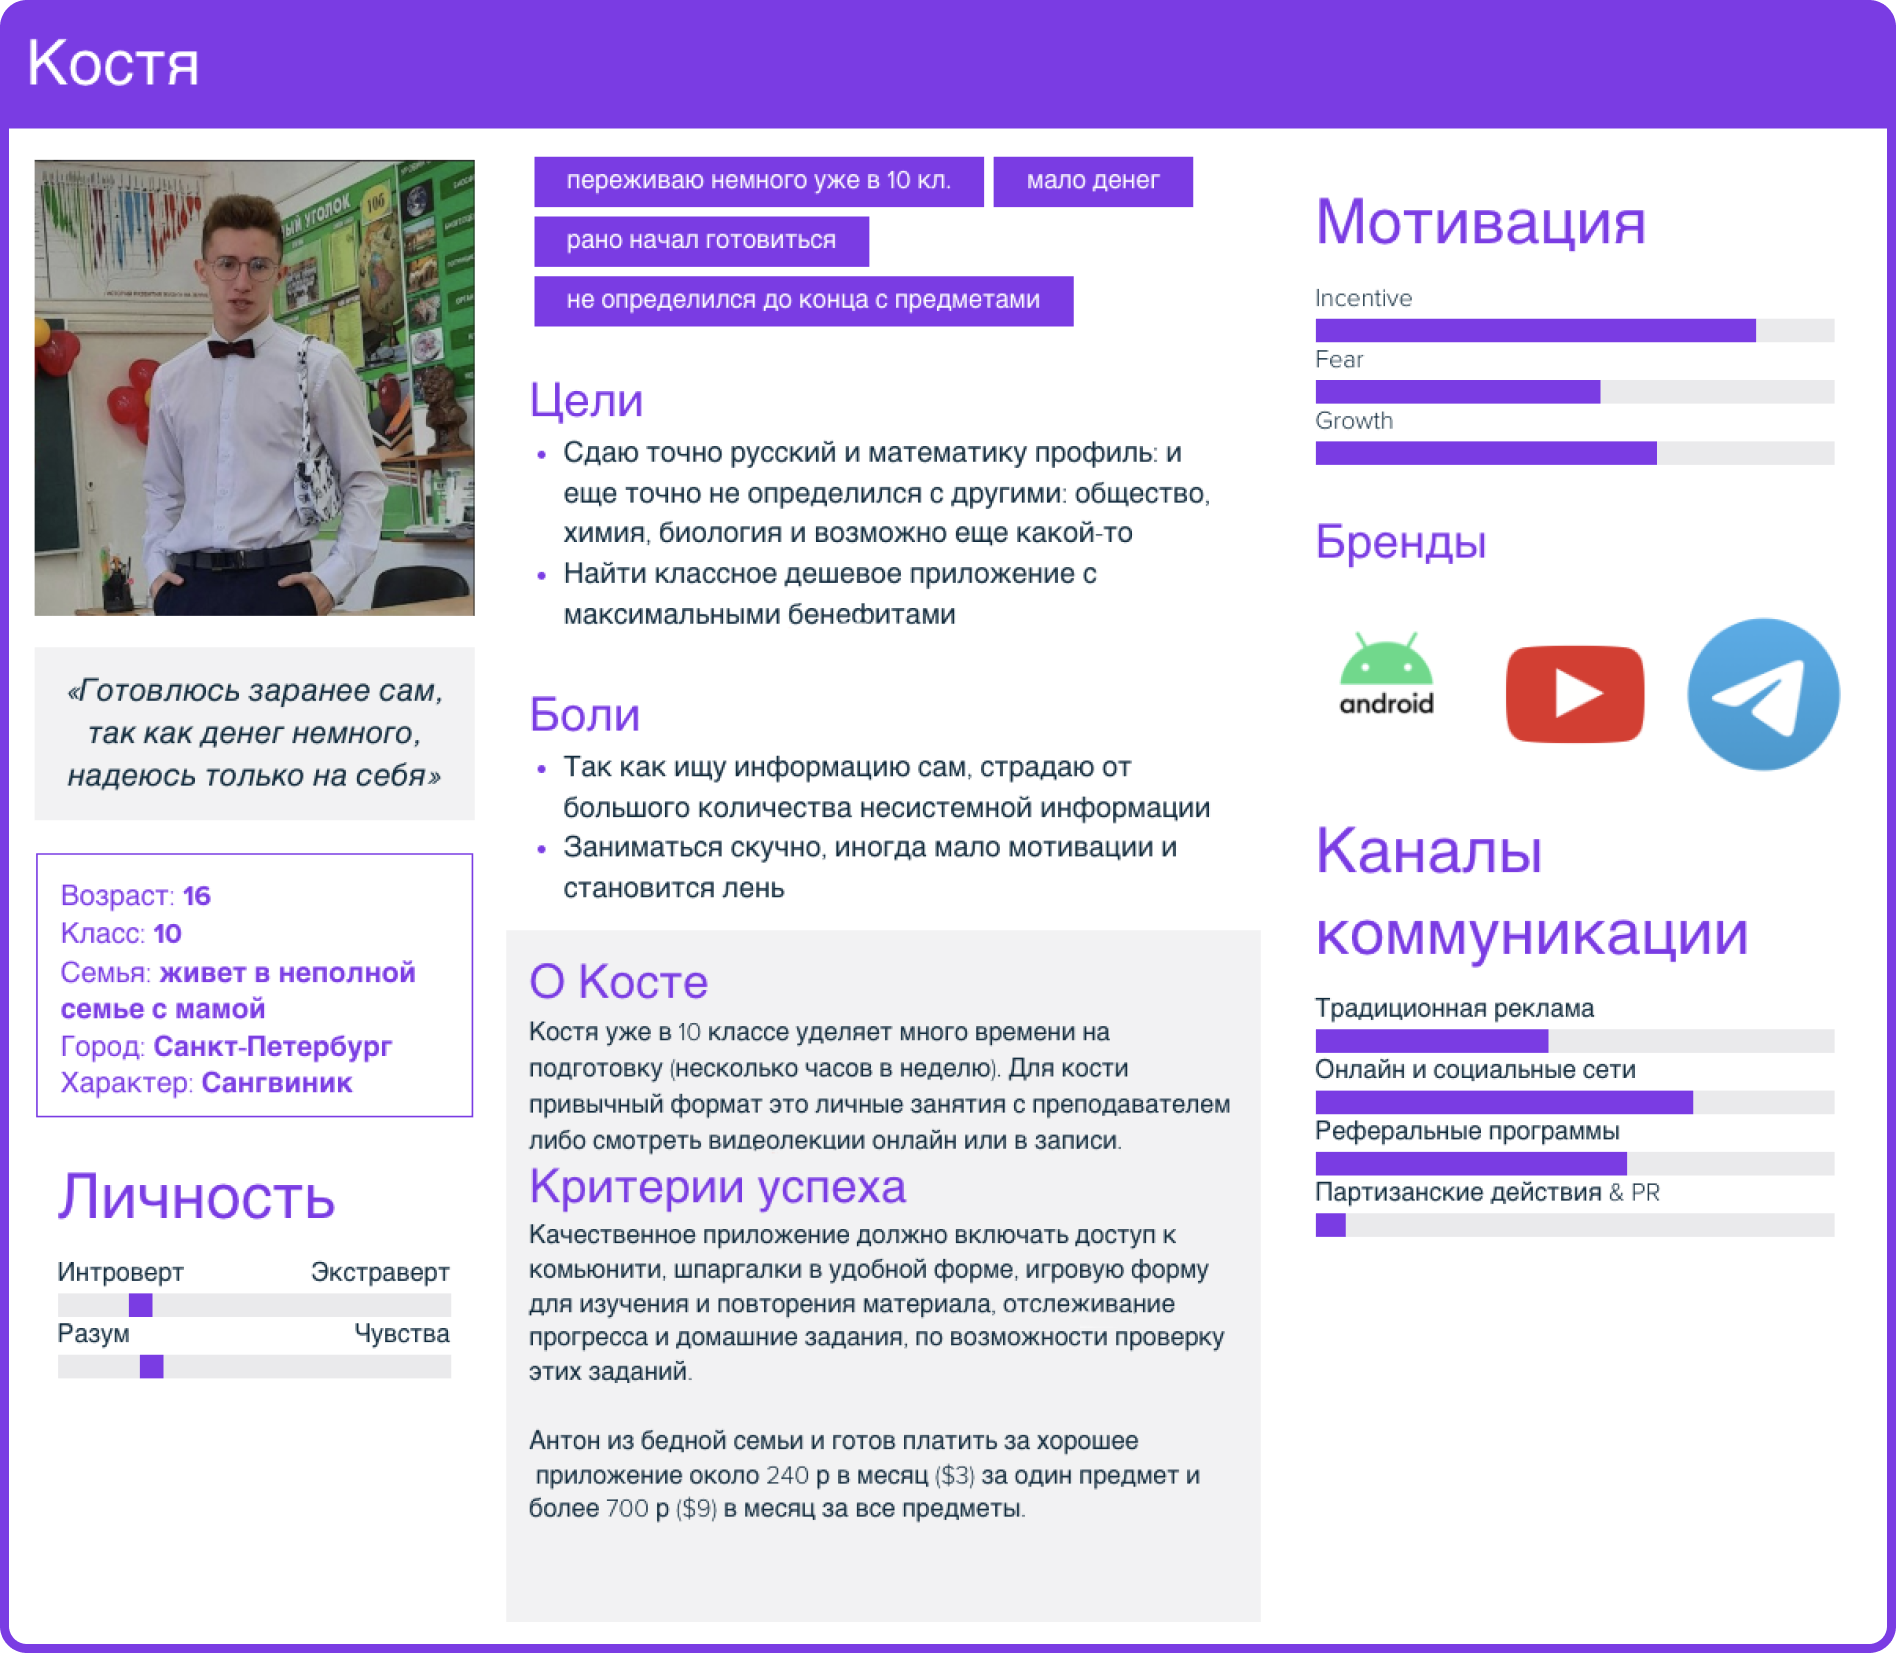 Костя
ЫЙ УГОЛОК
106
«Готовлюсь заранее сам,
так как денег немного,
надеюсь только на себя»
Возраст: 16
Класс: 10
Семья: живет в неполной
семье с мамой
Город: Санкт-Петербург
Характер: Сангвиник
Личность
Интроверт Экстраверт
Разум Чувства
переживаю немного уже в 10 кл. мало денег
рано начал готовиться
не определился до конца с предметами
Цели
• Сдаю точно русский и математику профиль: и
еще точно не определился с другими: общество,
химия, биология и возможно еще какой-то
• Найти классное дешевое приложение с
максимальными бенефитами
Боли
• Так как ищу информацию сам, страдаю от
большого количества несистемной информации
• Заниматься скучно, иногда мало мотивации и
становится лень
О Косте
Костя уже в 10 классе уделяет много времени на
подготовку (несколько часов в неделю). Для кости
привычный формат это личные занятия с преподавателем
либо смотреть видеолекции онлайн или в записи.
Критерии успеха
Качественное приложение должно включать доступ к
комьюнити, шпаргалки в удобной форме, игровую форму
для изучения и повторения материала, отслеживание
прогресса и домашние задания, по возможности проверку
этих заданий.
Антон из бедной семьи и готов платить за хорошее
приложение около 240 р в месяц ($3) за один предмет и
более 700 р ($9) в месяц за все предметы.
Мотивация
Incentive
Fear
Growth
Бренды
android
Каналы
коммуникации
Традиционная реклама
Онлайн и социальные сети
Реферальные программы
Партизанские действия & PR